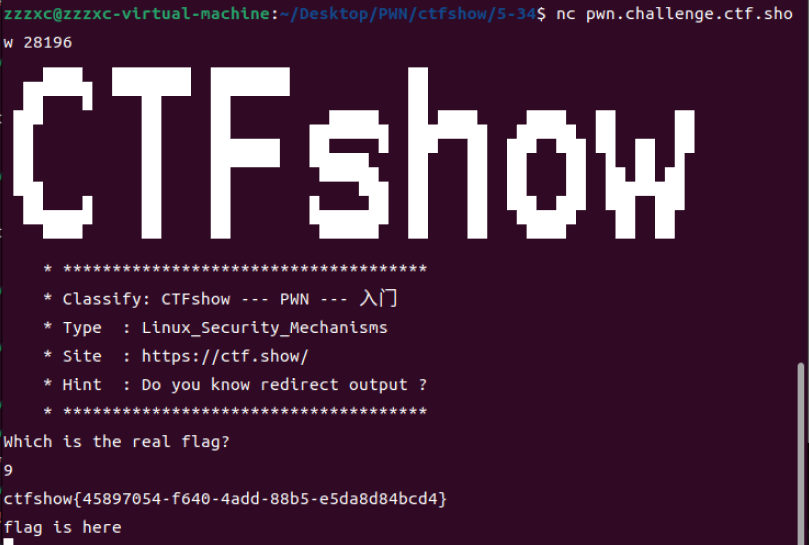 zzzxc@zzzxc-virtual-machine:~/Desktop/PWN/ctfshow/5-34$ nc pwn.challenge.ctf.sho
w 28196
CTFshow
* *************************************
* Classify: CTFshow --- PWN --- 入门
* Type  : Linux_Security_Mechanisms
* Site  : https://ctf.show/
* Hint  : Do you know redirect output ?
* *************************************
Which is the real flag?
9
ctfshow{45897054-f640-4add-88b5-e5da8d84bcd4}
flag is here